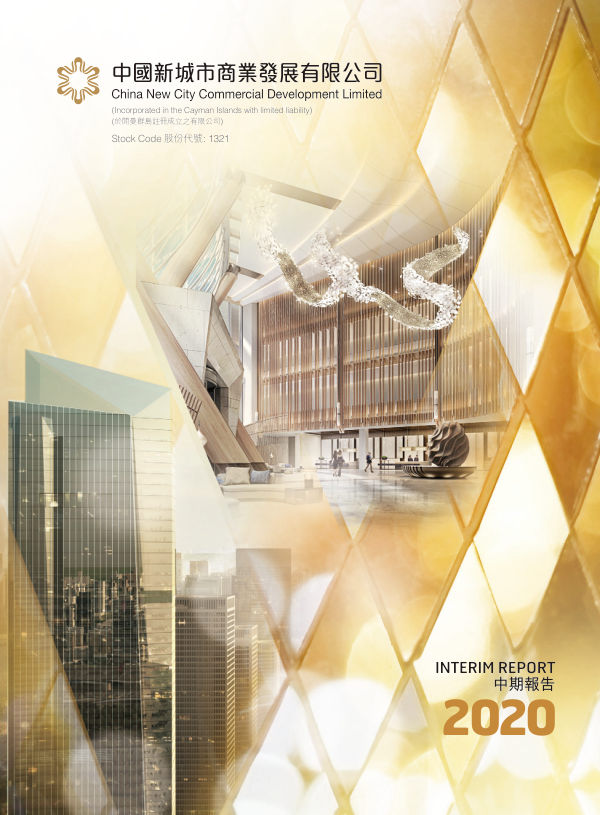 中國新城市商業發展有限公司
China New City Commercial Development Limited
(Incorporated in the Cayman Islands with limited liability)
(於開曼群島註冊成立之有限公司)
Stock Code 股份代號: 1321
INTERIM REPORT
中期報告
2020